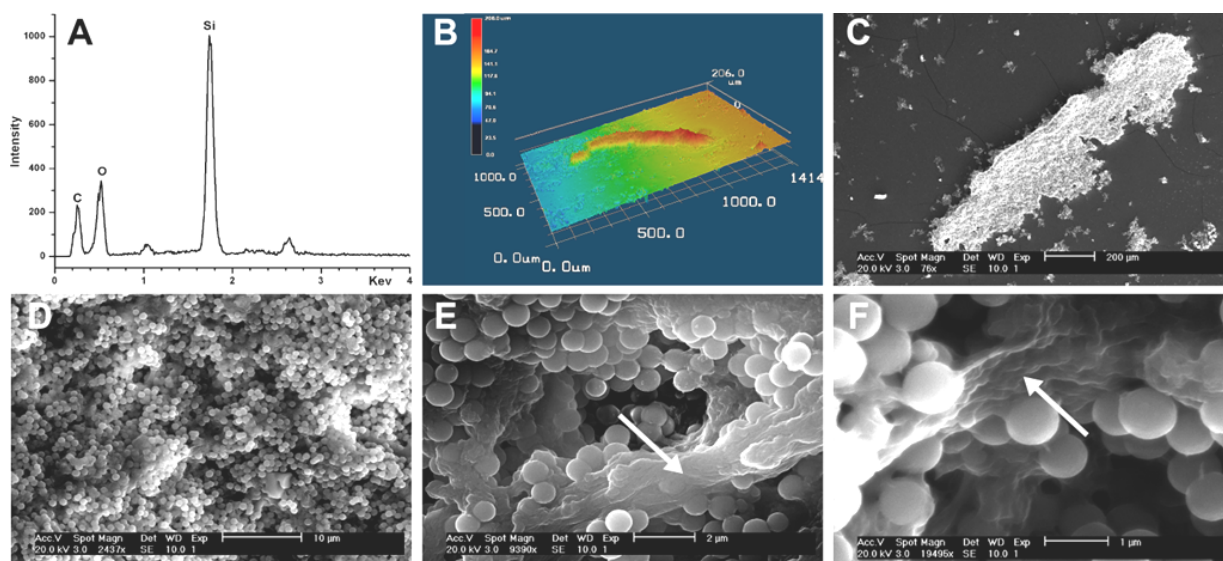 A
Si
1000
800
600
400
200
0
Intensity
C
O
0
1
2
3
Kev
4
B
206.0
um
0
1000.0
500.0
0.0um
0.0um
500.0
1000.0
1414
C
Acc.V Spot Magn Det WD Exp
20.0 kV 3.0 76x SE 10.0 1
200 µm
D
Acc.V Spot Magn Det WD Exp
20.0 kV 3.0 2437x SE 10.0 1
10 µm
E
Acc.V Spot Magn Det WD Exp
20.0 kV 3.0 9390x SE 10.0 1
2 µm
F
Acc.V Spot Magn Det WD Exp
20.0 kV 3.0 19495x SE 10.0 1
1 µm